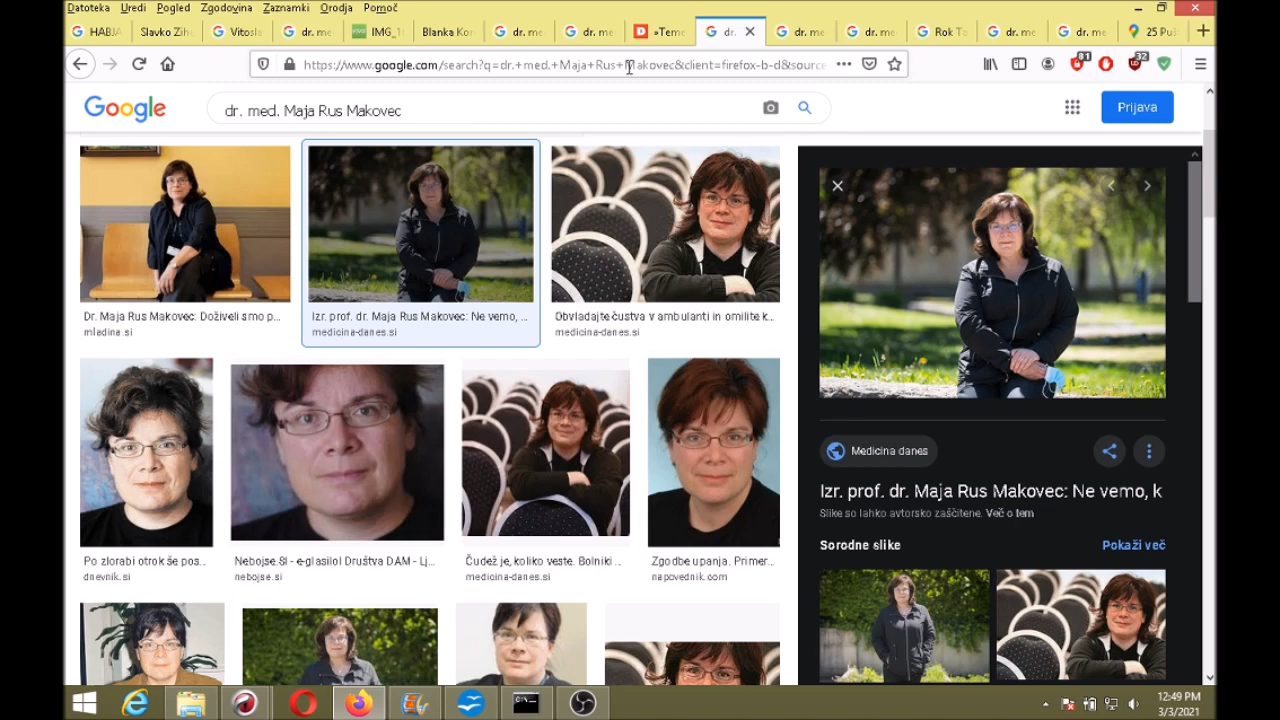 Datoteka Uredi Pogled Zgodovina Zaznamki Orodja Pomoč
HABJA Slavko Zihe Vitosla dr. me IMG_1 Blanka Kor dr. me dr. me »Teme dr. dr. me dr. me Rok Ta dr. me dr. me 25 Pu
https://www.google.com/search?q=dr.+med.+Maja+Rus+Makovec&client=firefox-b-d&source
81
32
Google
dr. med. Maja Rus Makovec
Prijava
Dr. Maja Rus Makovec: Doživeli smo p...
mladina.si
Izr. prof. dr. Maja Rus Makovec: Ne vemo, ...
medicina-danes.si
Obvladajte čustva v ambulanti in omilite k...
medicina-danes.si
Po zlorabi otrok še pos...
dnevnik.si
Nebojse.SI - e-glasilo! Društva DAM - Lj...
nebojse.si
Čudež je, koliko veste. Bolniki ...
medicina-danes.si
Zgodbe upanja. Primer...
napovednik.com
Medicina danes
Izr. prof. dr. Maja Rus Makovec: Ne vemo, k
Slike so lahko avtorsko zaščitene. Več o tem
Sorodne slike
Pokaži več
12:49 PM
3/3/2021